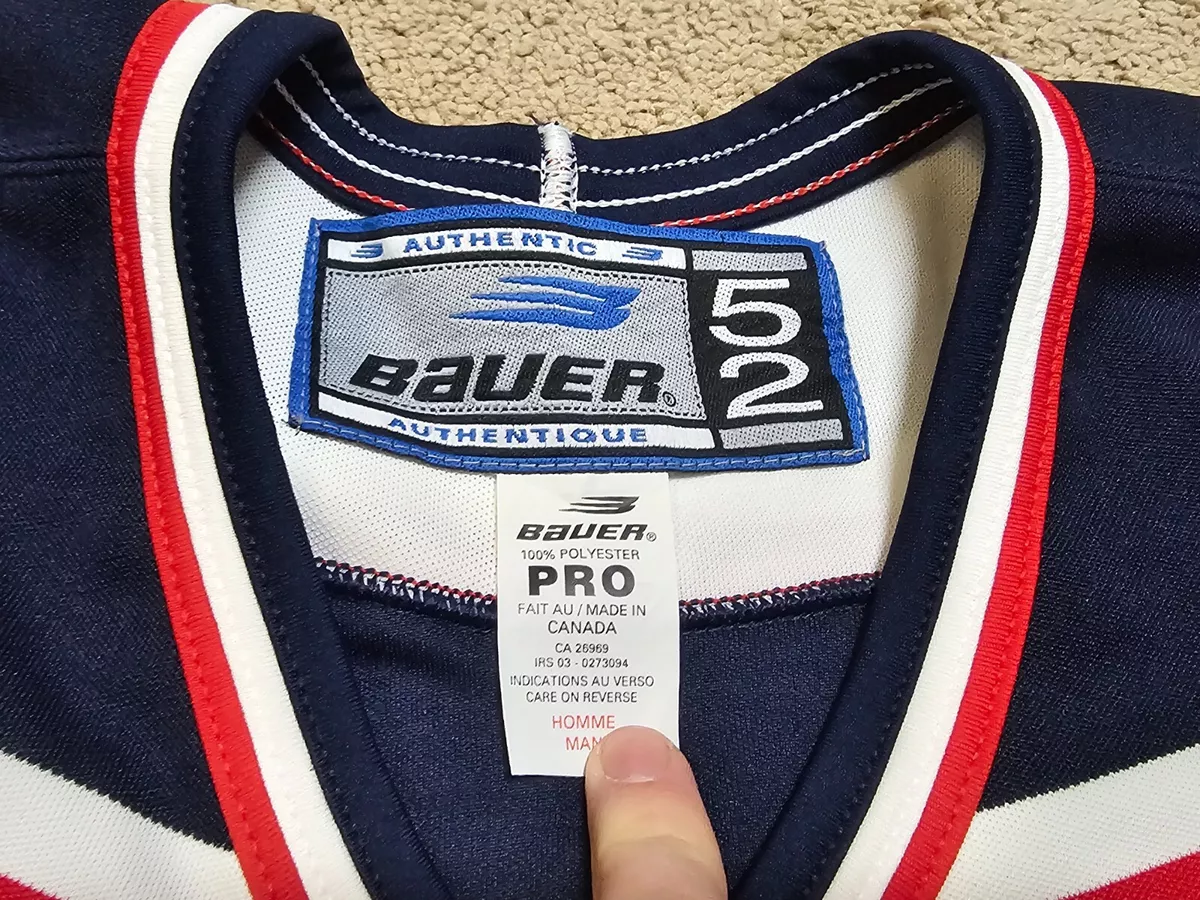 AUTHENTIC
BAUER®
AUTHENTIQUE
52
BAUER®
100% POLYESTER
PRO
FAIT AU / MADE IN
CANADA
CA 26969
IRS 03 - 0273094
INDICATIONS AU VERSO
CARE ON REVERSE
HOMME
MAN